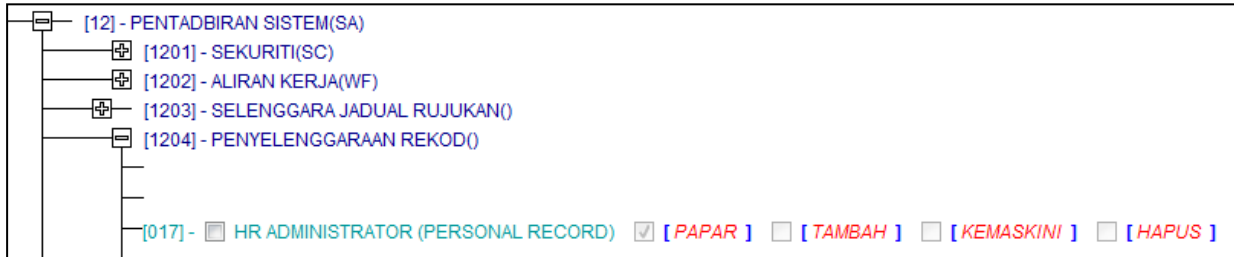 [12] - PENTADBIRAN SISTEM(SA)
[1201] - SEKURITI(SC)
[1202] - ALIRAN KERJA(WF)
[1203] - SELENGGARA JADUAL RUJUKAN()
[1204] - PENYELENGGARAAN REKOD()
[017] - HR ADMINISTRATOR (PERSONAL RECORD) [ PAPAR ] [ TAMBAH ] [ KEMASKINI ] [ HAPUS ]